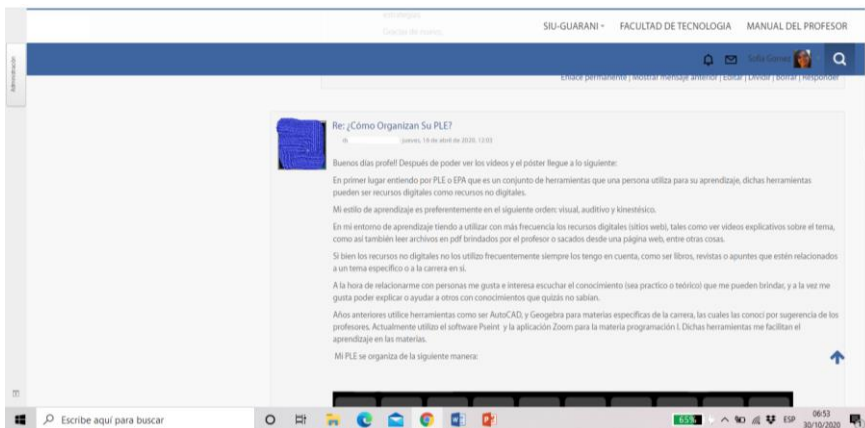 estrategias.
SIU-GUARANI
FACULTAD DE TECNOLOGIA
MANUAL DEL PROFESOR
Administración
Sofia Gomez
Enlace permanente | Mostrar mensaje anterior | Editar | Dividir | Borrar | Responder
Re: ¿Cómo Organizan Su PLE?
jueves, 16 de abril de 2020, 12:03
Buenos días profe!! Después de poder ver los videos y el póster llegue a lo siguiente:
En primer lugar entiendo por PLE o EPA que es un conjunto de herramientas que una persona utiliza para su aprendizaje, dichas herramientas
pueden ser recursos digitales como recursos no digitales.
Mi estilo de aprendizaje es preferentemente en el siguiente orden: visual, auditivo y kinestésico.
En mi entorno de aprendizaje tiendo a utilizar con más frecuencia los recursos digitales (sitios web), tales como ver videos explicativos sobre el tema,
como así también leer archivos en pdf brindados por el profesor o sacados desde una página web, entre otras cosas.
Si bien los recursos no digitales no los utilizo frecuentemente siempre los tengo en cuenta, como ser libros, revistas o apuntes que estén relacionados
a un tema específico o a la carrera en si.
A la hora de relacionarme con personas me gusta e interesa escuchar el conocimiento (sea practico o teórico) que me pueden brindar, y a la vez me
gusta poder explicar o ayudar a otros con conocimientos que quizás no sabían.
Años anteriores utilice herramientas como ser AutoCAD, y Geogebra para materias específicas de la carrera, las cuales las conocí por sugerencia de los
profesores. Actualmente utilizo el software Pseint y la aplicación Zoom para la materia programación I. Dichas herramientas me facilitan el
aprendizaje en las materias.
Mi PLE se organiza de la siguiente manera:
Escribe aquí para buscar
65%
ESP
06:53
30/10/2020